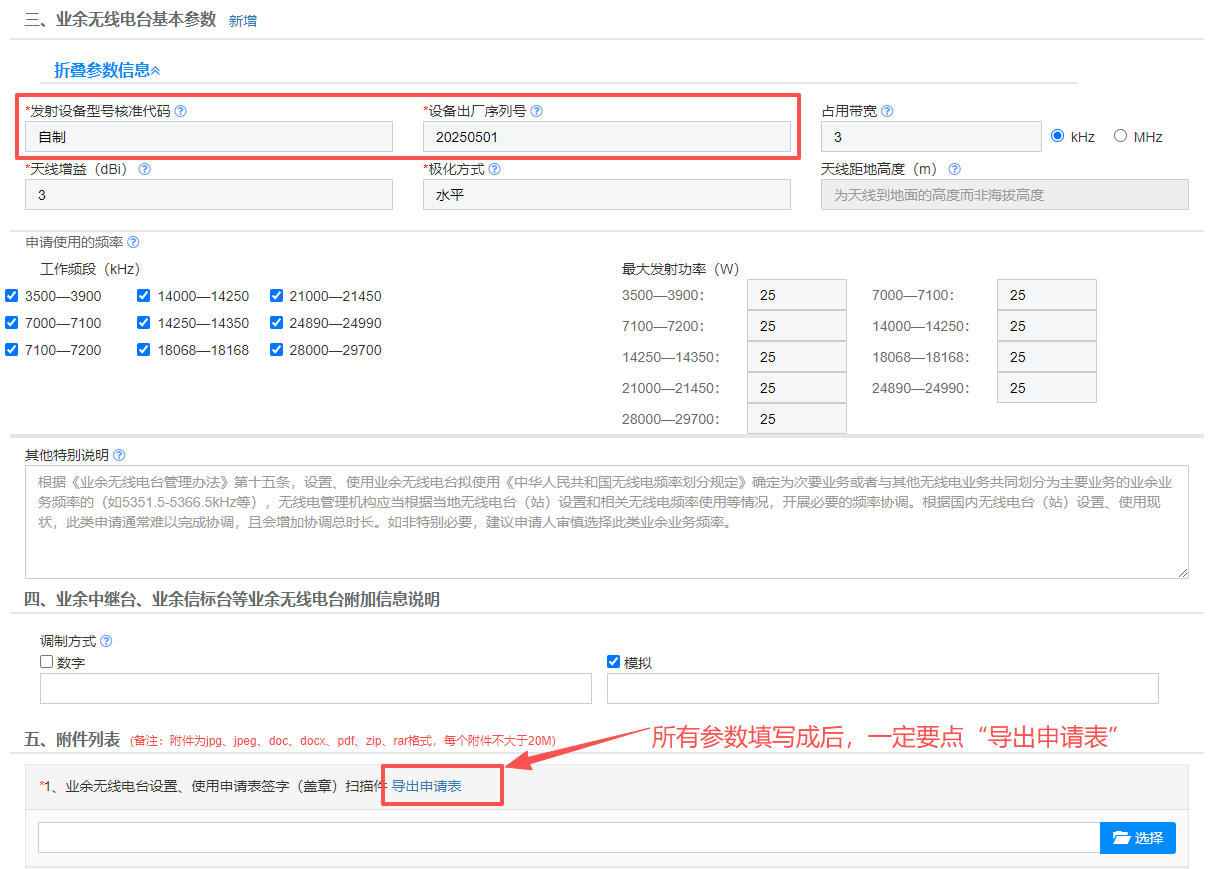 三、业余无线电台基本参数 新增
折叠参数信息
*发射设备型号核准代码 *设备出厂序列号 占用带宽
自制 20250501 3 kHz MHz
*天线增益（dBi） *极化方式 天线距地高度（m）
3 水平 为天线到地面的高度而非海拔高度
申请使用的频率
工作频段（kHz） 最大发射功率（W）
3500—3900 14000—14250 21000—21450 3500—3900： 25 7000—7100： 25
7000—7100 14250—14350 24890—24990 7100—7200： 25 14000—14250： 25
7100—7200 18068—18168 28000—29700 14250—14350： 25 18068—18168： 25
21000—21450： 25 24890—24990： 25
28000—29700： 25
其他特别说明
根据《业余无线电台管理办法》第十五条，设置、使用业余无线电台拟使用《中华人民共和国无线电频率划分规定》确定为次要业务或者与其他无线电业务共同划分为主要业务的业余业
务频率的（如5351.5-5366.5kHz等），无线电管理机构应当根据当地无线电台（站）设置和相关无线电频率使用等情况，开展必要的频率协调。根据国内无线电台（站）设置、使用现
状，此类申请通常难以完成协调，且会增加协调总时长。如非特别必要，建议申请人审慎选择此类业余业务频率。
四、业余中继台、业余信标台等业余无线电台附加信息说明
调制方式
数字 模拟
五、附件列表 (备注：附件为jpg、jpeg、doc、docx、pdf、zip、rar格式，每个附件不大于20M)
所有参数填写成后，一定要点“导出申请表”
*1、业余无线电台设置、使用申请表签字（盖章）扫描件 导出申请表
选择